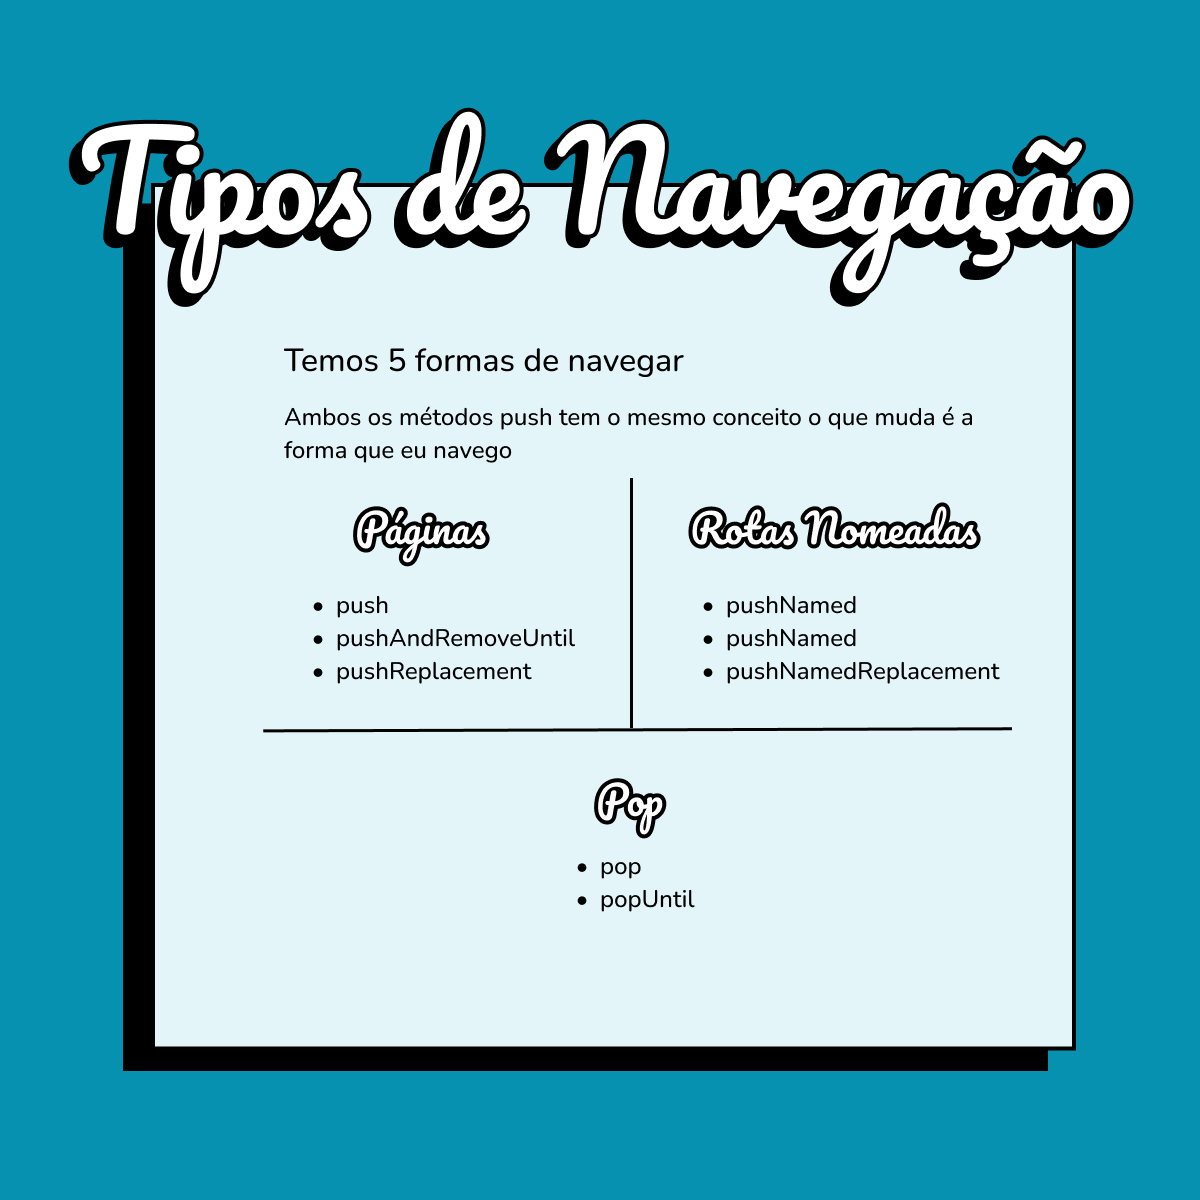 Tipos de Navegação
Temos 5 formas de navegar
Ambos os métodos push tem o mesmo conceito o que muda é a
forma que eu navego
Páginas
• push
• pushAndRemoveUntil
• pushReplacement
Rotas Nomeadas
• pushNamed
• pushNamed
• pushNamedReplacement
Pop
• pop
• popUntil